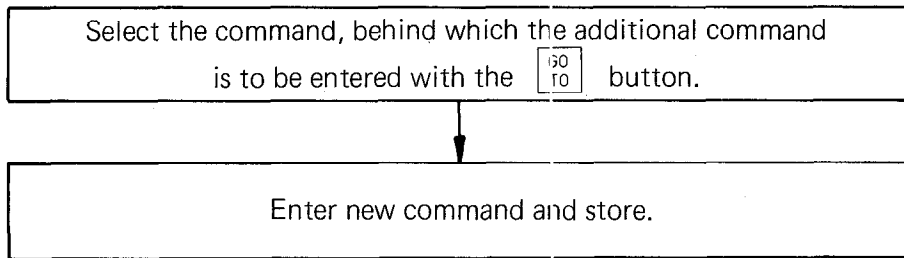 Select the command, behind which the additional command
is to be entered with the GO TO button.
Enter new command and store.